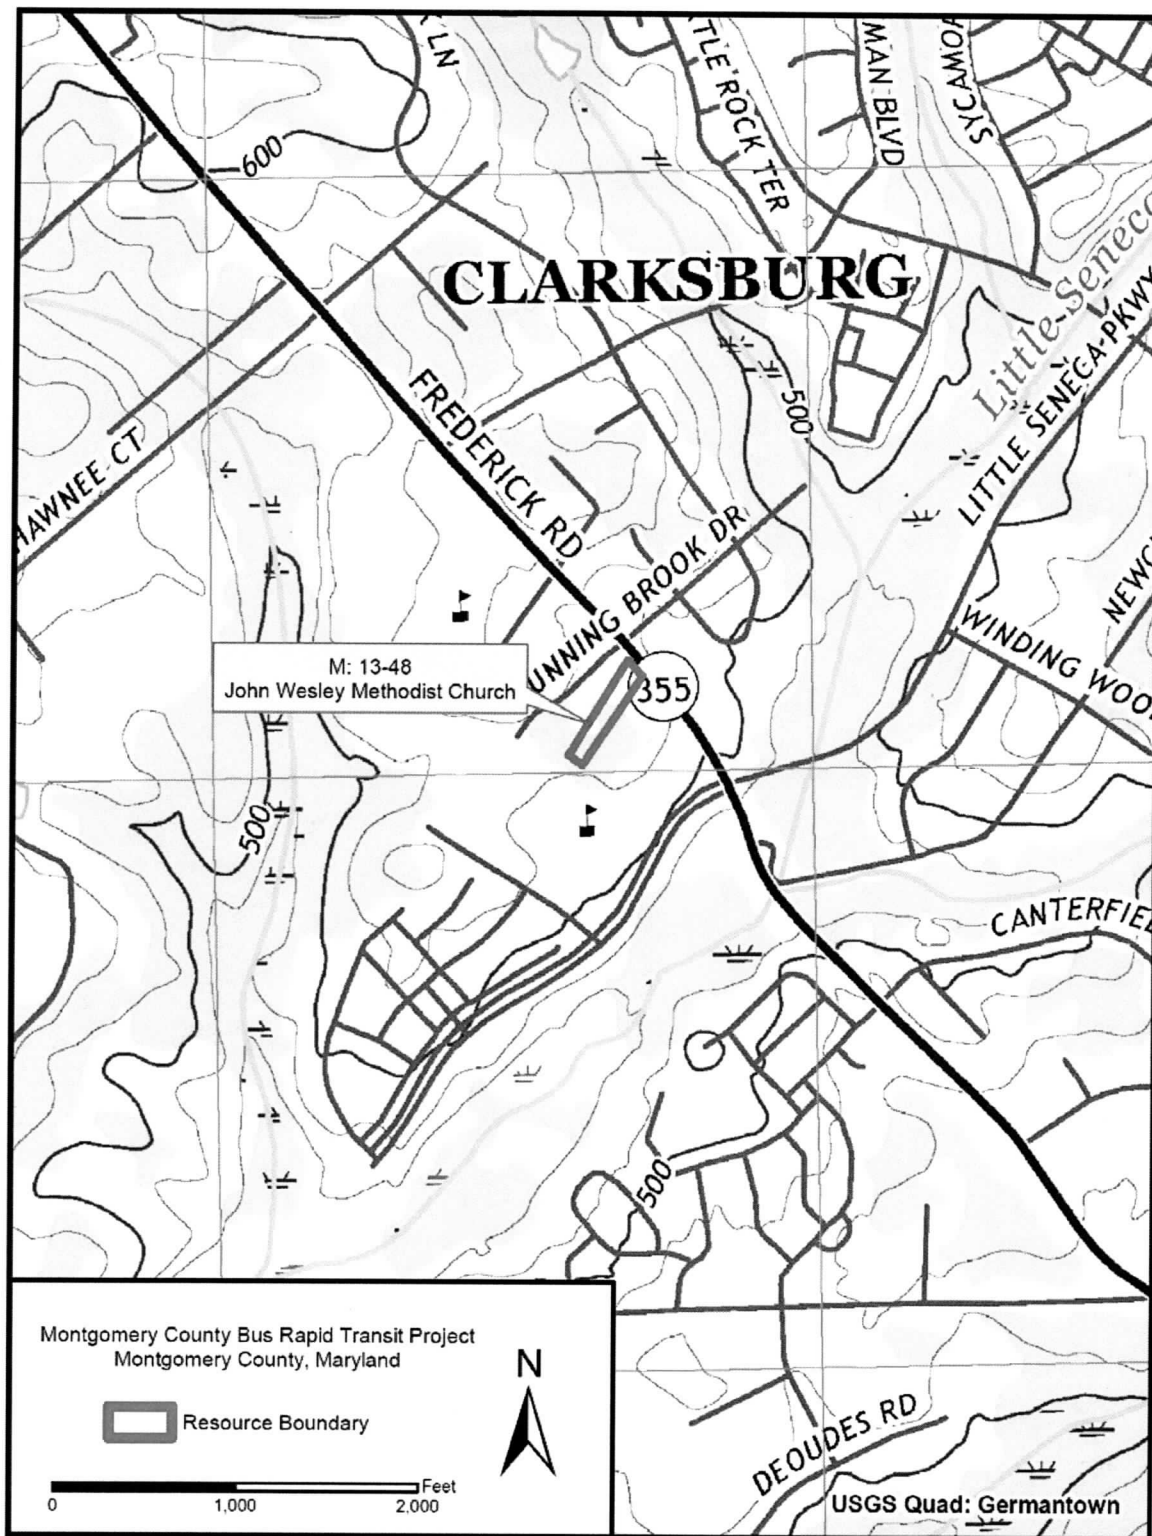 LN
TLE ROCK TER
MAN BLVD
SYCAMOR
600
CLARKSBURG
Little Seneca
LITTLE SENECA PKWY
FREDERICK RD
500
HAWNEE CT
UNNING BROOK DR
NEWC
WINDING WOO
M: 13-48
John Wesley Methodist Church
355
500
CANTERFIE
500
Montgomery County Bus Rapid Transit Project
Montgomery County, Maryland
Resource Boundary
N
Feet
0 1,000 2,000
DEOUDES RD
USGS Quad: Germantown